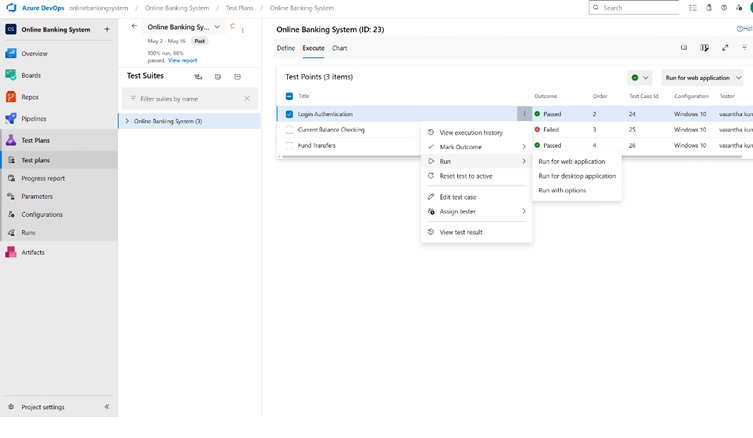 Azure DevOps onlinebankingsystem / Online Banking System / Test Plans / Online Banking System
Search
OS Online Banking System +
Overview
Boards
Repos
Pipelines
Test Plans
Test plans
Progress report
Parameters
Configurations
Runs
Artifacts
Project settings
Online Banking Sy...
May 2 - May 16 Past
100% run, 66%
passed. View report
Test Suites
Filter suites by name
Online Banking System (3)
Online Banking System (ID: 23)
Define Execute Chart
Test Points (3 items)
Run for web application
Title Outcome Order Test Case Id Configuration Tester
Login Authentication Passed 2 24 Windows 10 vasantha kum
Current Balance Checking Failed 3 25 Windows 10 vasantha kum
Fund Transfers Passed 4 26 Windows 10 vasantha kum
View execution history
Mark Outcome
Run
Reset test to active
Edit test case
Assign tester
View test result
Run for web application
Run for desktop application
Run with options